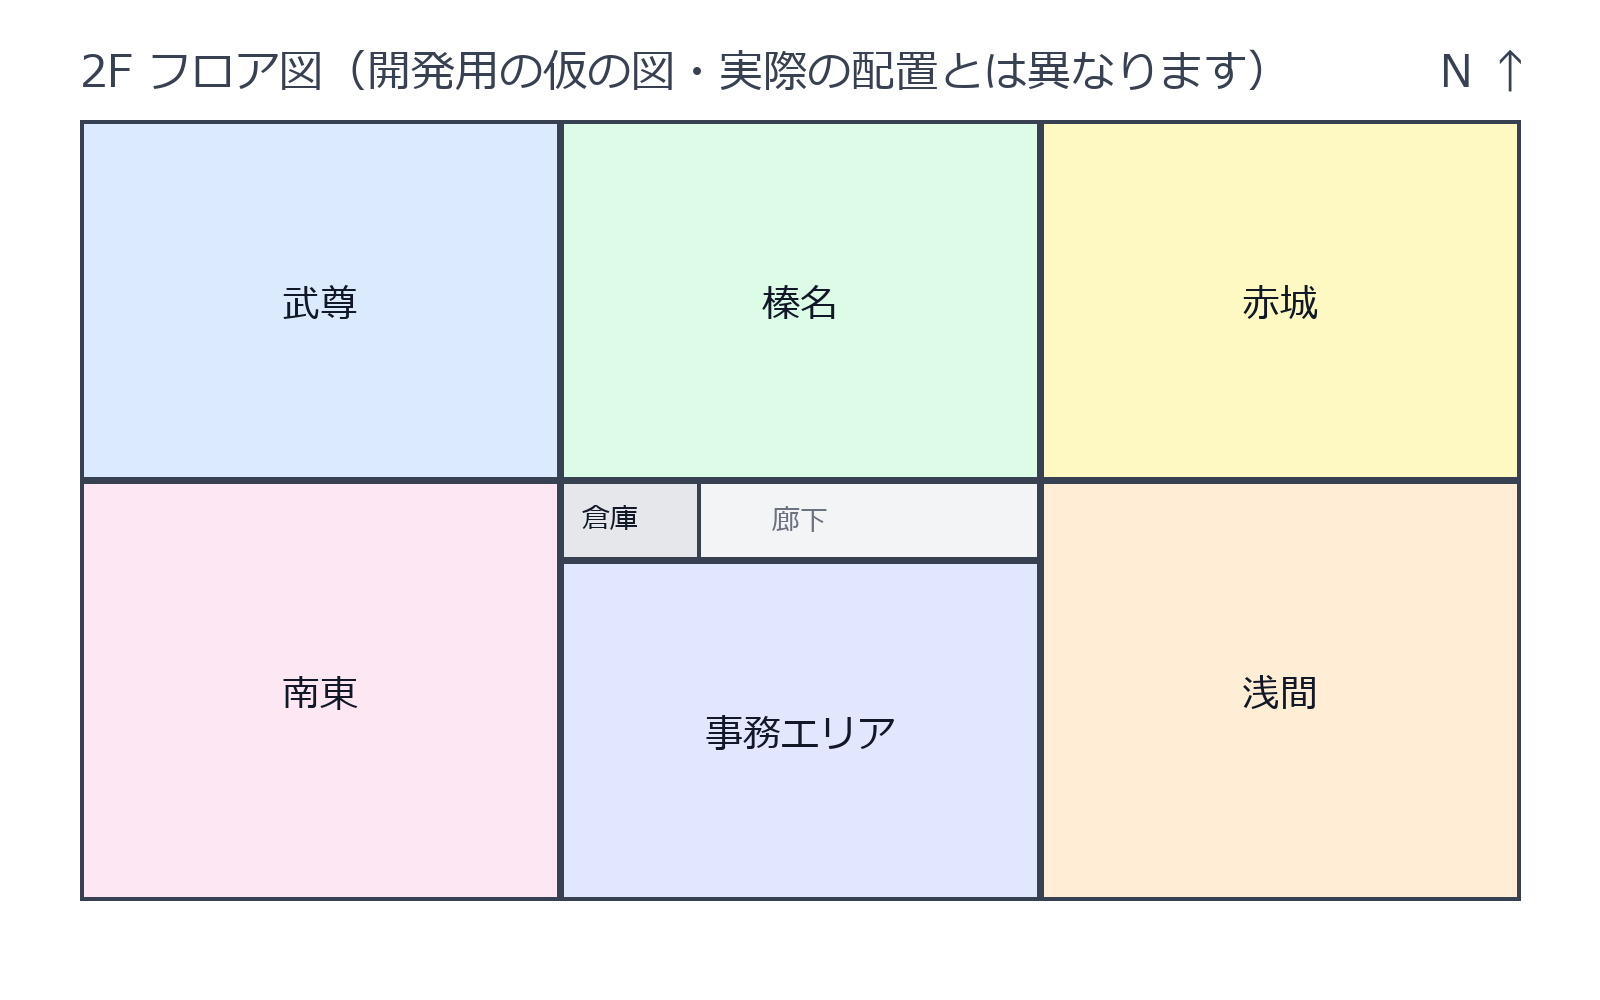 2F フロア図（開発用の仮の図・実際の配置とは異なります）
N ↑
武尊
榛名
赤城
倉庫
廊下
南東
事務エリア
浅間